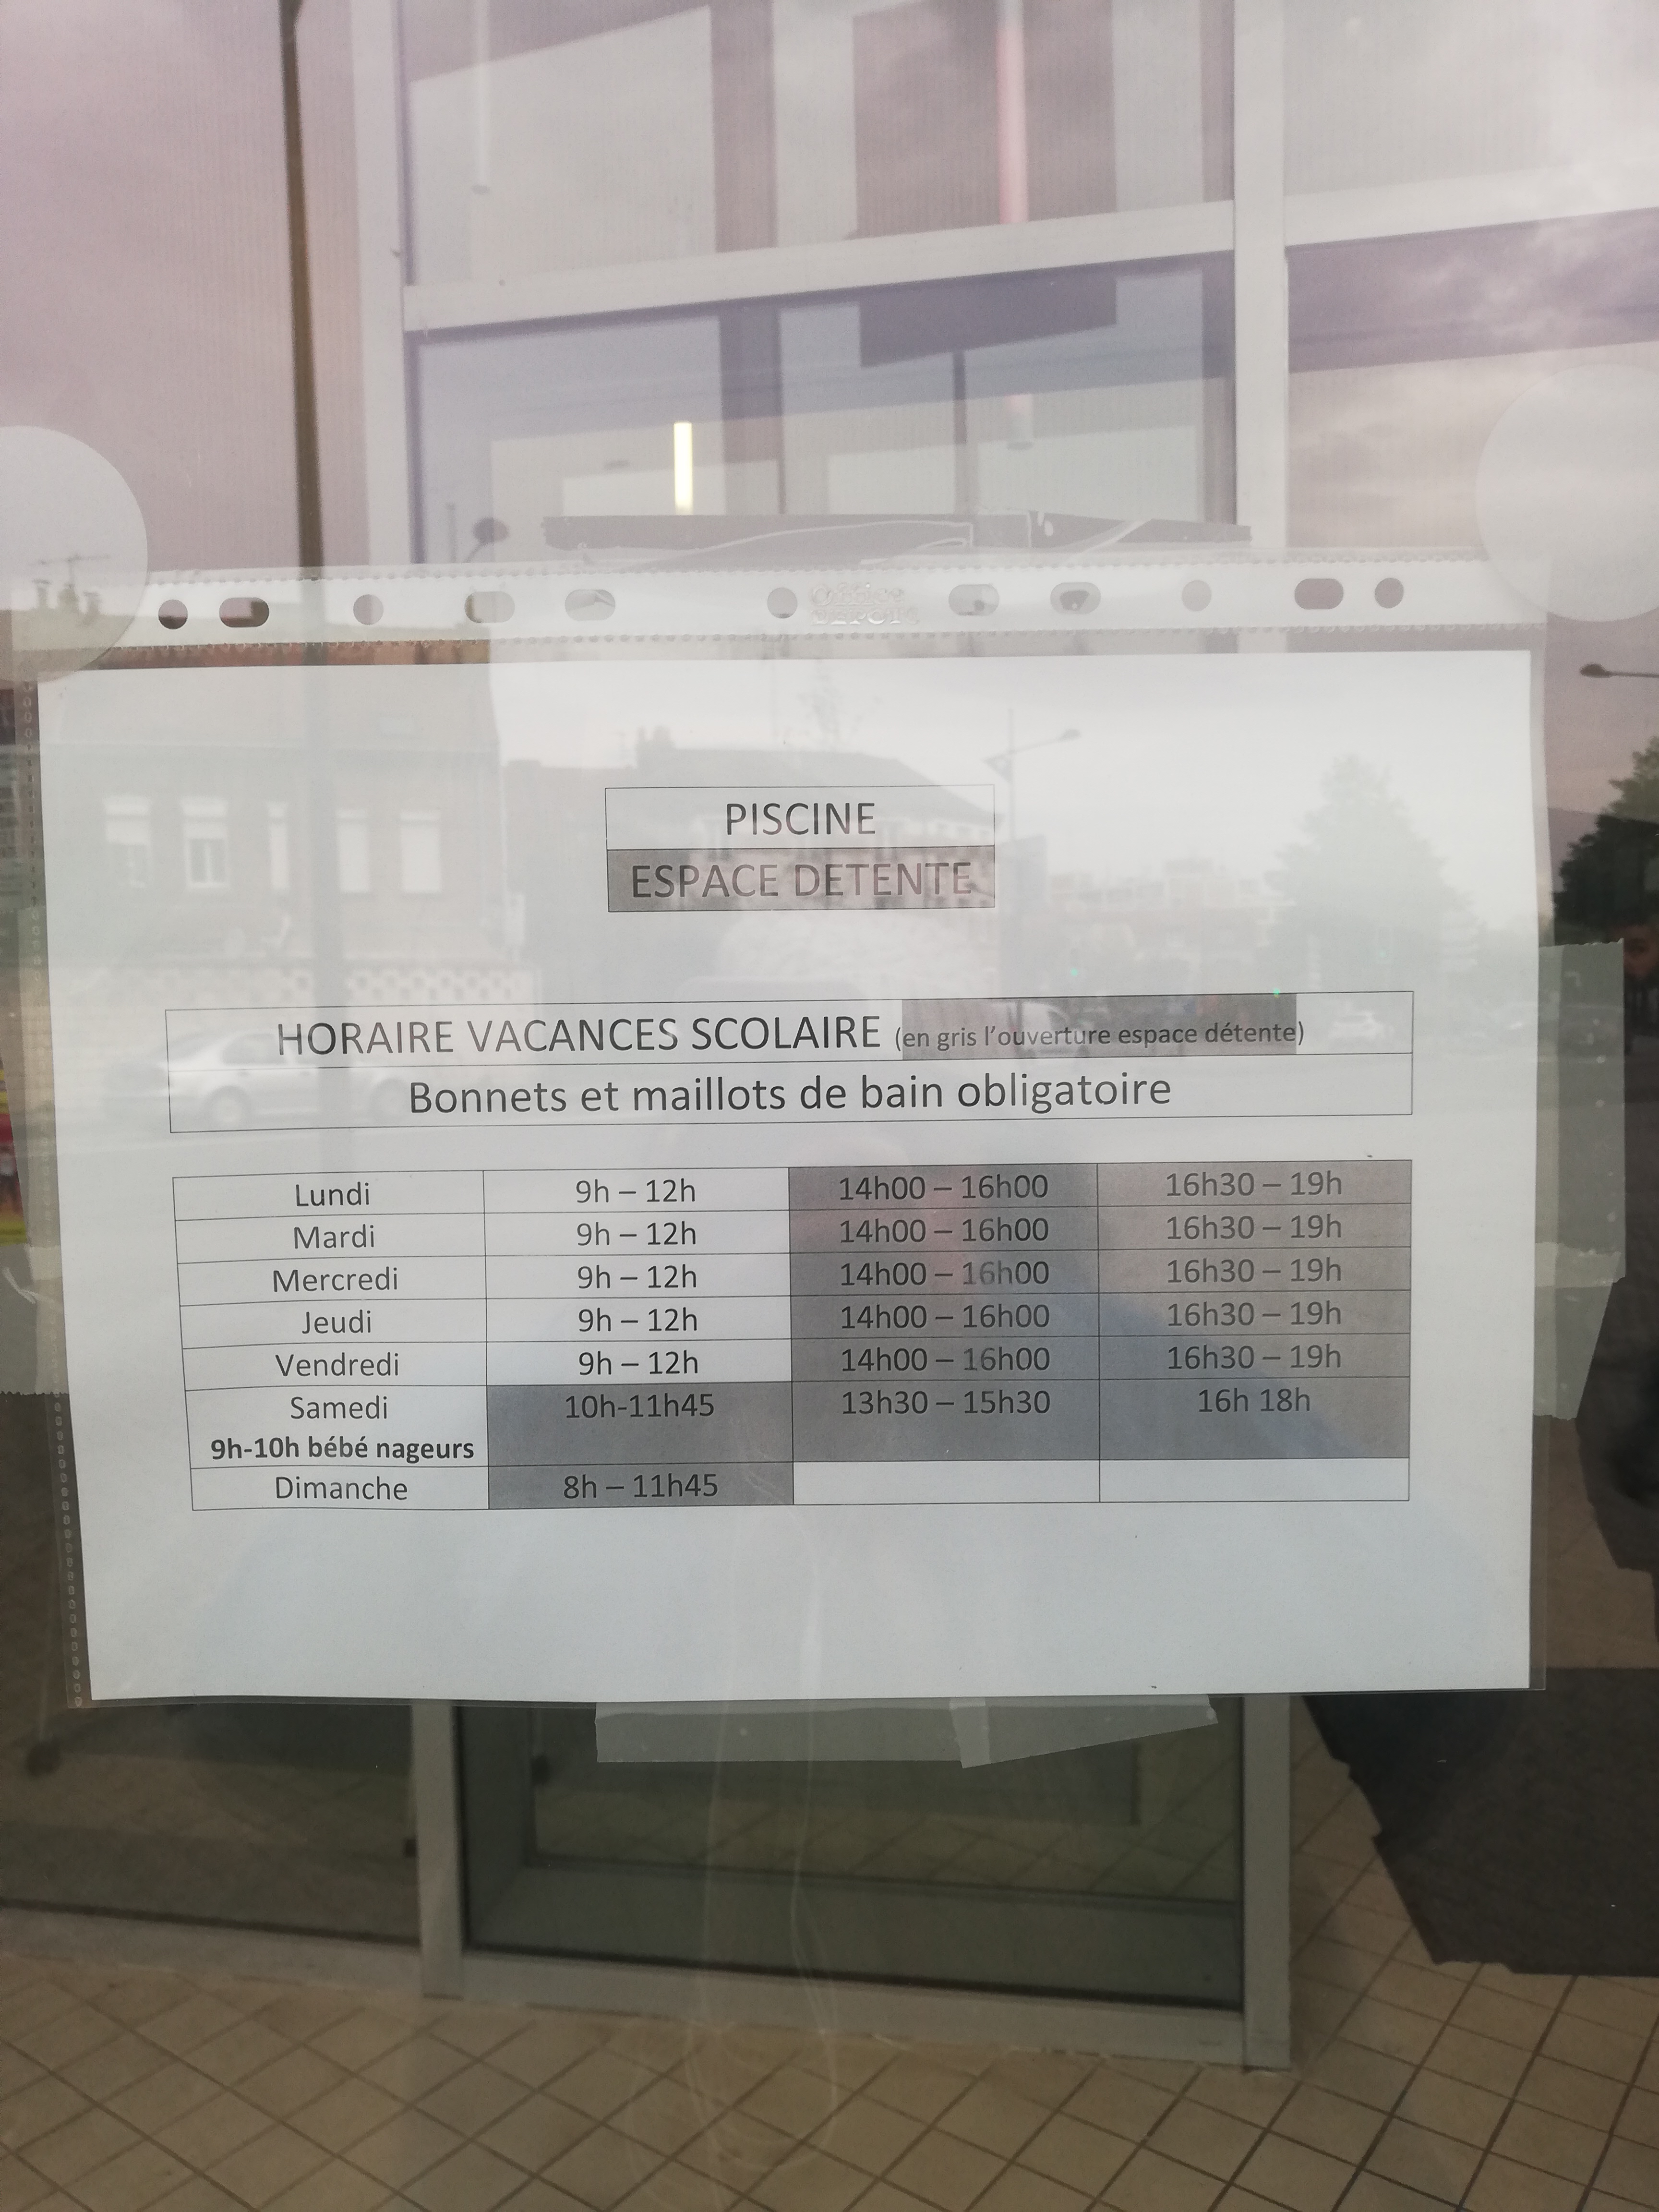 Office
DEPOT
PISCINE
ESPACE DETENTE
HORAIRE VACANCES SCOLAIRE (en gris l'ouverture espace détente)
Bonnets et maillots de bain obligatoire
Lundi 9h – 12h 14h00 – 16h00 16h30 – 19h
Mardi 9h – 12h 14h00 – 16h00 16h30 – 19h
Mercredi 9h – 12h 14h00 – 16h00 16h30 – 19h
Jeudi 9h – 12h 14h00 – 16h00 16h30 – 19h
Vendredi 9h – 12h 14h00 – 16h00 16h30 – 19h
Samedi 10h-11h45 13h30 – 15h30 16h 18h
9h-10h bébé nageurs
Dimanche 8h – 11h45